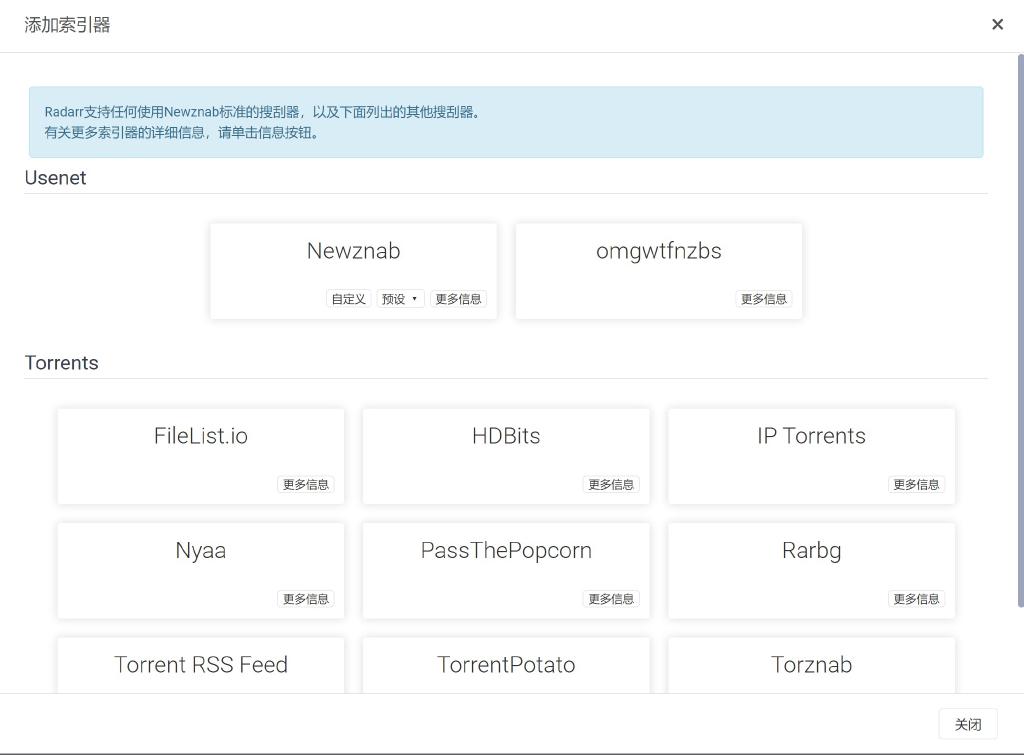 添加索引器
×
Radarr支持任何使用Newznab标准的搜刮器，以及下面列出的其他搜刮器。
有关更多索引器的详细信息，请单击信息按钮。
Usenet
Newznab
自定义 预设 更多信息
omgwtfnzbs
更多信息
Torrents
FileList.io
更多信息
HDBits
更多信息
IP Torrents
更多信息
Nyaa
更多信息
PassThePopcorn
更多信息
Rarbg
更多信息
Torrent RSS Feed
TorrentPotato
Torznab
关闭